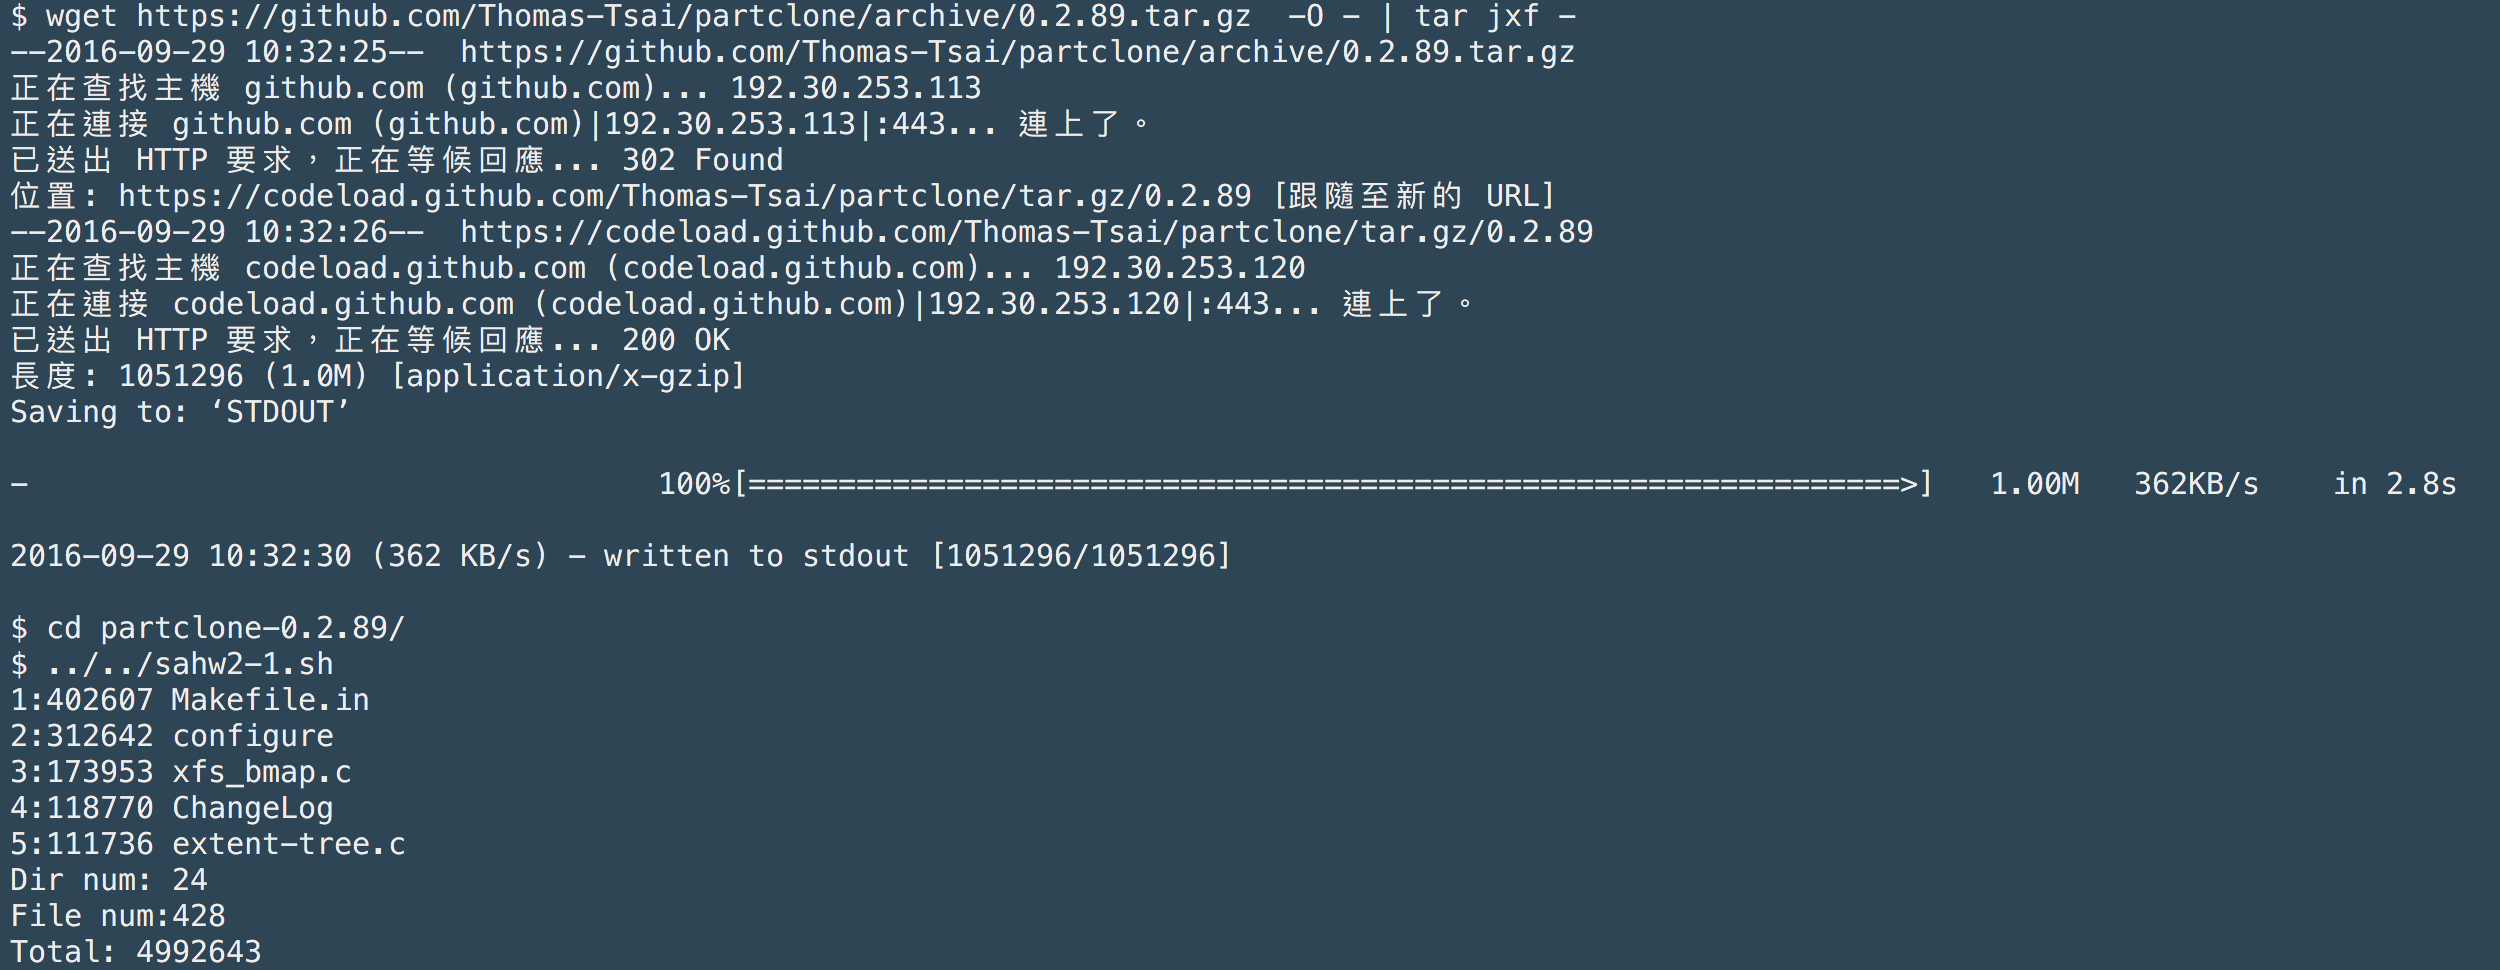 $ wget https://github.com/Thomas-Tsai/partclone/archive/0.2.89.tar.gz  -O - | tar jxf -
--2016-09-29 10:32:25--  https://github.com/Thomas-Tsai/partclone/archive/0.2.89.tar.gz
正在查找主機 github.com (github.com)... 192.30.253.113
正在連接 github.com (github.com)|192.30.253.113|:443... 連上了。
已送出 HTTP 要求，正在等候回應... 302 Found
位置: https://codeload.github.com/Thomas-Tsai/partclone/tar.gz/0.2.89 [跟隨至新的 URL]
--2016-09-29 10:32:26--  https://codeload.github.com/Thomas-Tsai/partclone/tar.gz/0.2.89
正在查找主機 codeload.github.com (codeload.github.com)... 192.30.253.120
正在連接 codeload.github.com (codeload.github.com)|192.30.253.120|:443... 連上了。
已送出 HTTP 要求，正在等候回應... 200 OK
長度: 1051296 (1.0M) [application/x-gzip]
Saving to: ‘STDOUT’
-                                   100%[================================================================>]   1.00M   362KB/s    in 2.8s
2016-09-29 10:32:30 (362 KB/s) - written to stdout [1051296/1051296]
$ cd partclone-0.2.89/
$ ../../sahw2-1.sh
1:402607 Makefile.in
2:312642 configure
3:173953 xfs_bmap.c
4:118770 ChangeLog
5:111736 extent-tree.c
Dir num: 24
File num:428
Total: 4992643